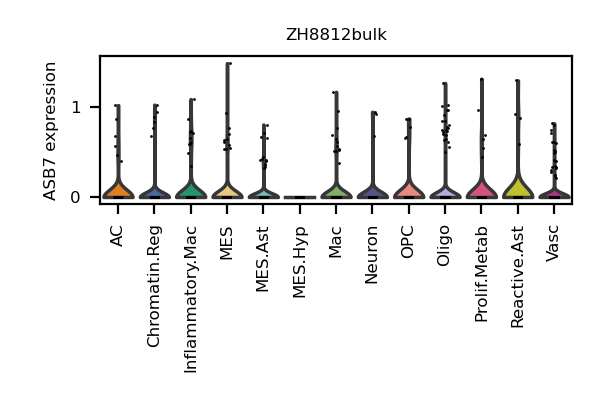 ZH8812bulk
ASB7 expression
1
0
AC
Chromatin.Reg
Inflammatory.Mac
MES
MES.Ast
MES.Hyp
Mac
Neuron
OPC
Oligo
Prolif.Metab
Reactive.Ast
Vasc